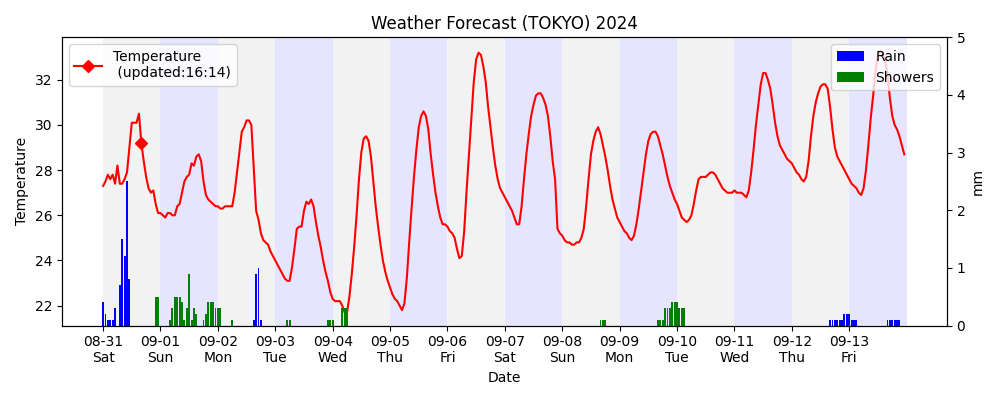 Weather Forecast (TOKYO) 2024
Temperature
(updated:16:14)
Rain
Showers
Temperature
32
30
28
26
24
22
5
4
3
2
1
0
mm
08-31 09-01 09-02 09-03 09-04 09-05 09-06 09-07 09-08 09-09 09-10 09-11 09-12 09-13
Sat Sun Mon Tue Wed Thu Fri Sat Sun Mon Tue Wed Thu Fri
Date